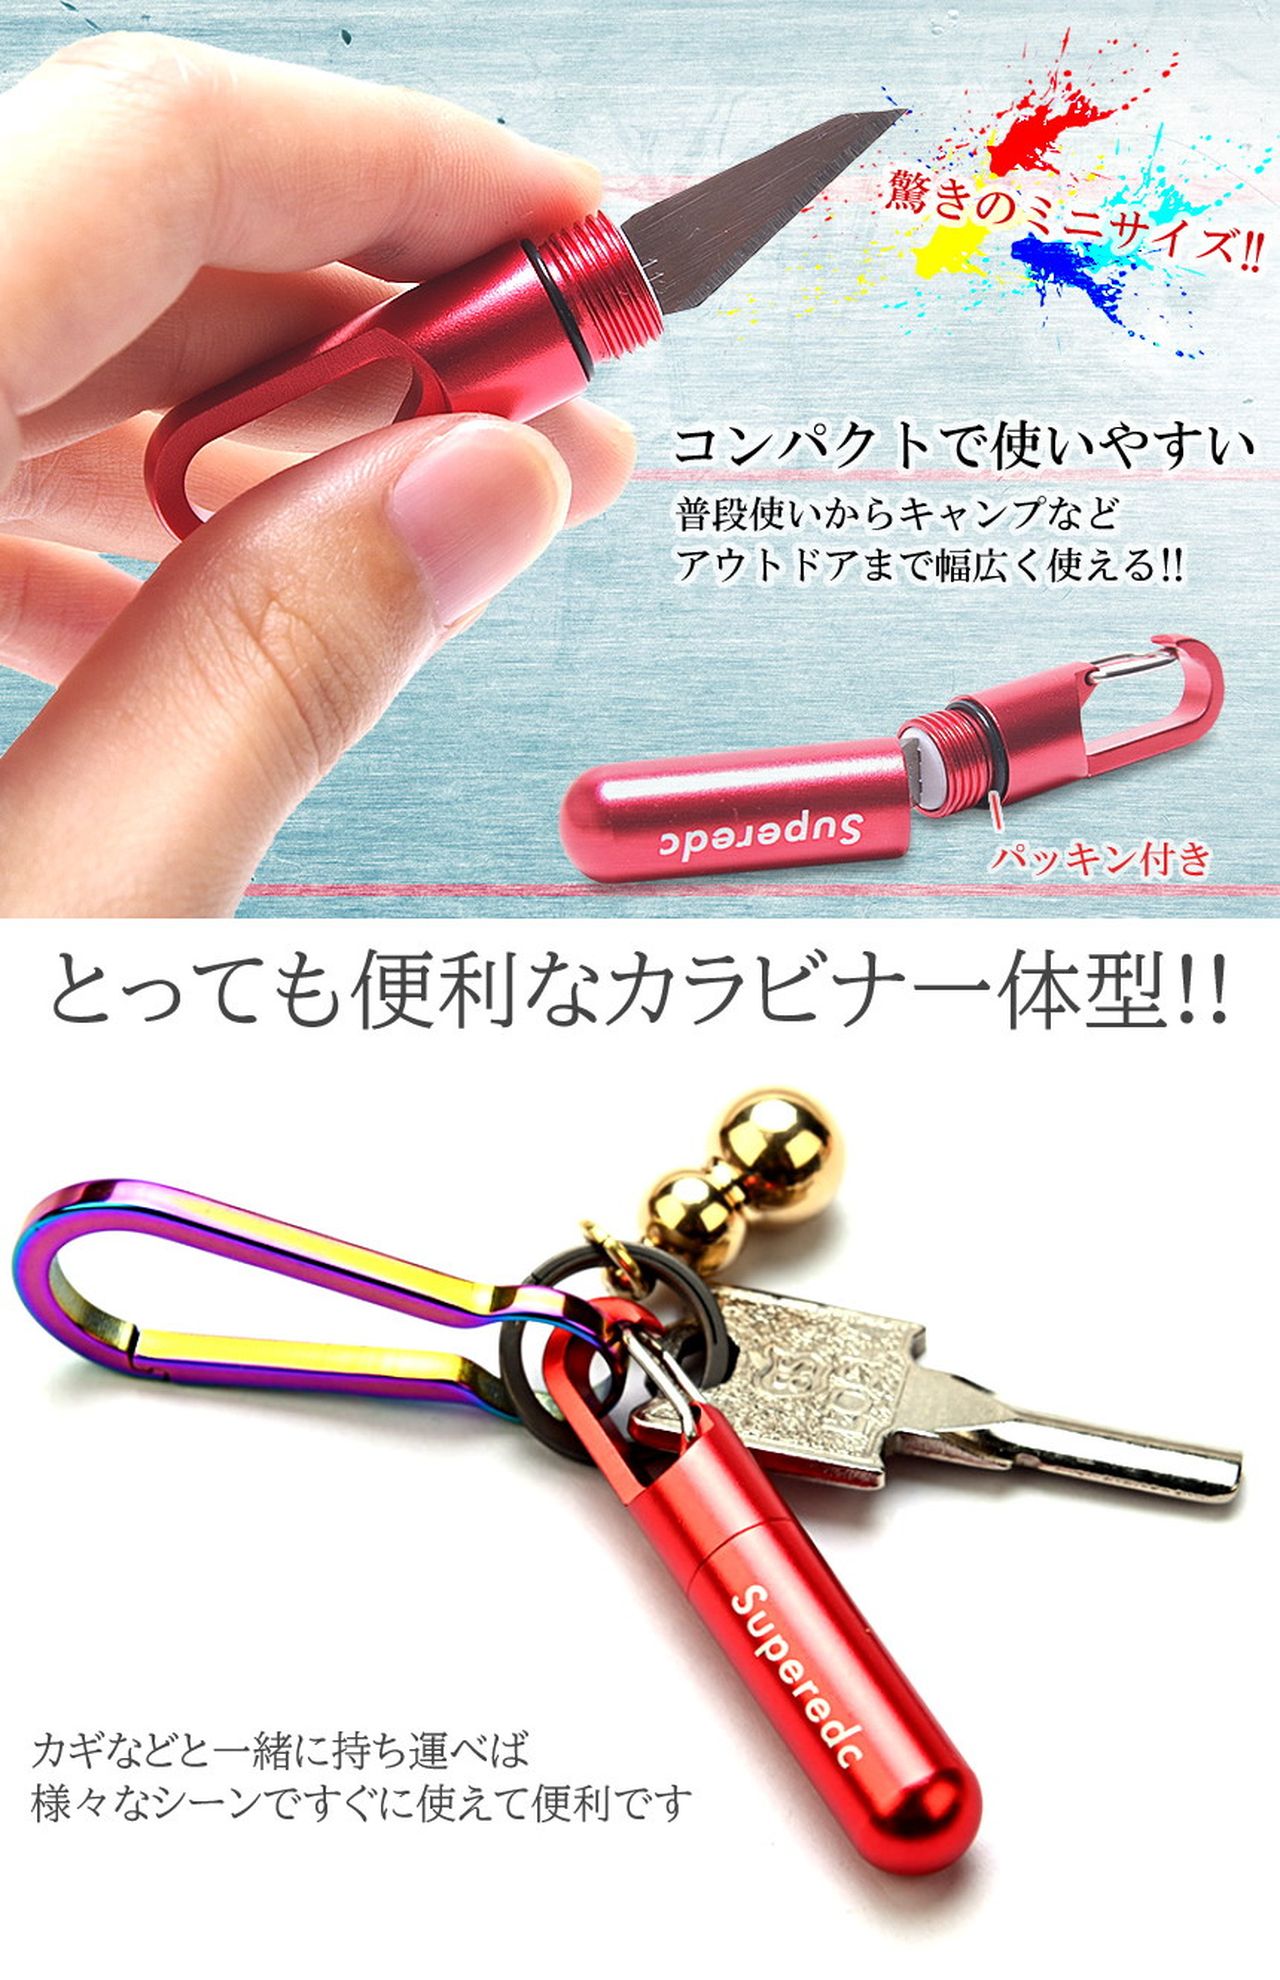 驚きのミニサイズ!!
コンパクトで使いやすい
普段使いからキャンプなど
アウトドアまで幅広く使える!!
Superedc
パッキン付き
とっても便利なカラビナ一体型!!
Superedc
カギなどと一緒に持ち運べば
様々なシーンですぐに使えて便利です